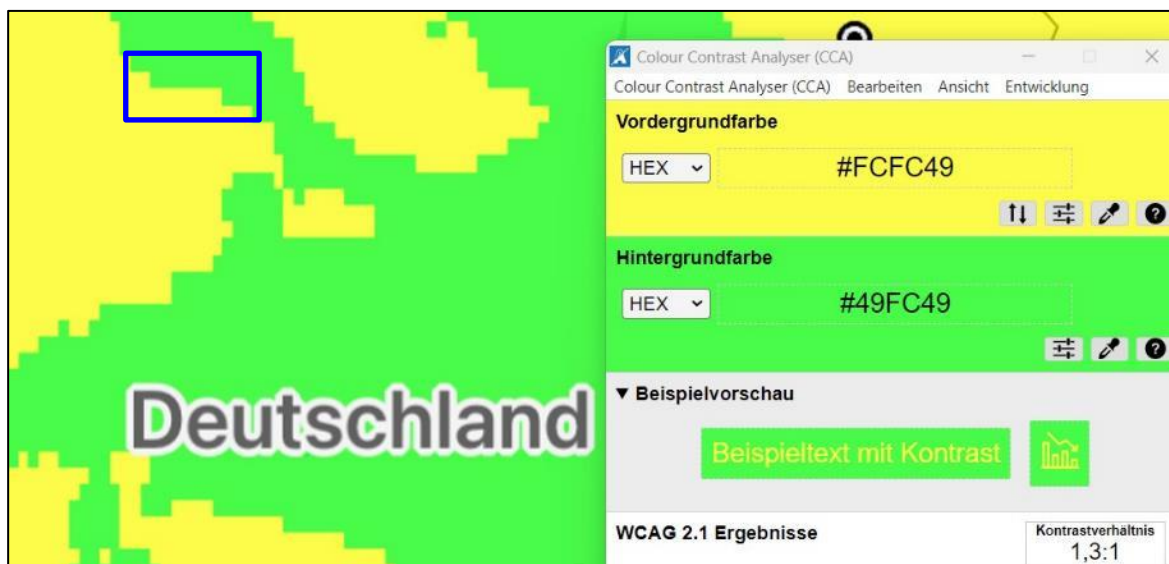 Colour Contrast Analyser (CCA)
Colour Contrast Analyser (CCA) Bearbeiten Ansicht Entwicklung
Vordergrundfarbe
HEX #FCFC49
Hintergrundfarbe
HEX #49FC49
▼ Beispielvorschau
Beispieltext mit Kontrast
WCAG 2.1 Ergebnisse
Kontrastverhältnis
1,3:1
Deutschland